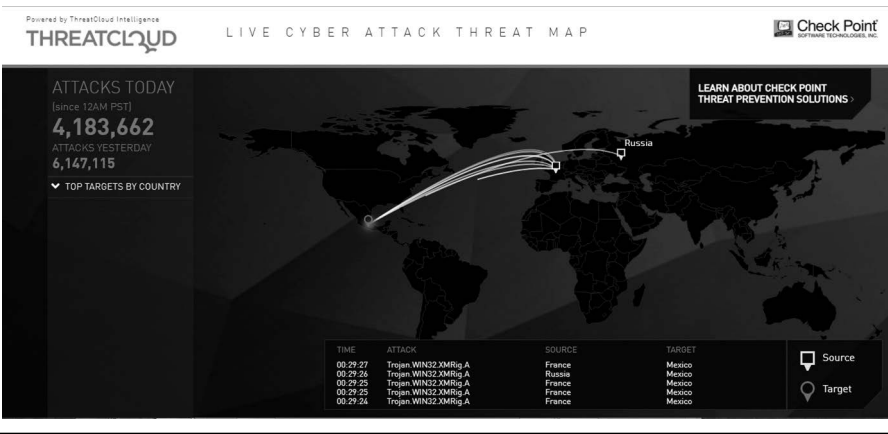 Powered by ThreatCloud Intelligence
THREATCLOUD
LIVE CYBER ATTACK THREAT MAP
Check Point
SOFTWARE TECHNOLOGIES, INC.
ATTACKS TODAY
(since 12AM PST)
4,183,662
ATTACKS YESTERDAY
6,147,115
TOP TARGETS BY COUNTRY
LEARN ABOUT CHECK POINT
THREAT PREVENTION SOLUTIONS >
Russia
TIME ATTACK SOURCE TARGET
00:29:27 Trojan.WIN32.XMRig.A France Mexico
00:29:26 Trojan.WIN32.XMRig.A Russia Mexico
00:29:25 Trojan.WIN32.XMRig.A France Mexico
00:29:25 Trojan.WIN32.XMRig.A France Mexico
00:29:24 Trojan.WIN32.XMRig.A France Mexico
Source
Target